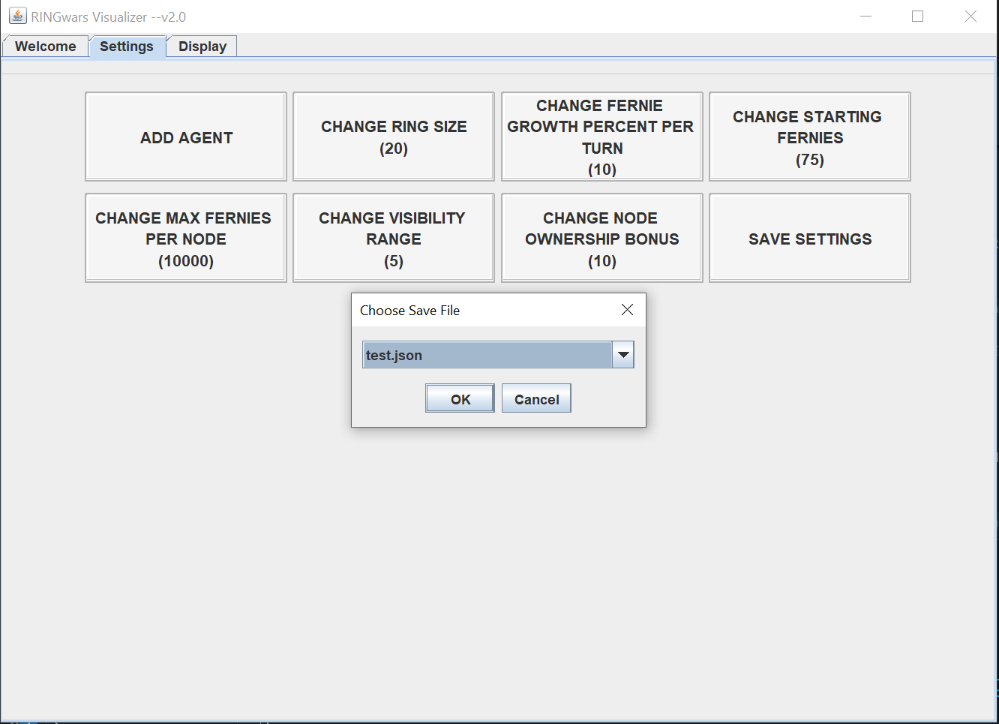 RINGwars Visualizer --v2.0
Welcome
Settings
Display
ADD AGENT
CHANGE RING SIZE
(20)
CHANGE FERNIE
GROWTH PERCENT PER
TURN
(10)
CHANGE STARTING
FERNIES
(75)
CHANGE MAX FERNIES
PER NODE
(10000)
CHANGE VISIBILITY
RANGE
(5)
CHANGE NODE
OWNERSHIP BONUS
(10)
SAVE SETTINGS
Choose Save File
test.json
OK
Cancel